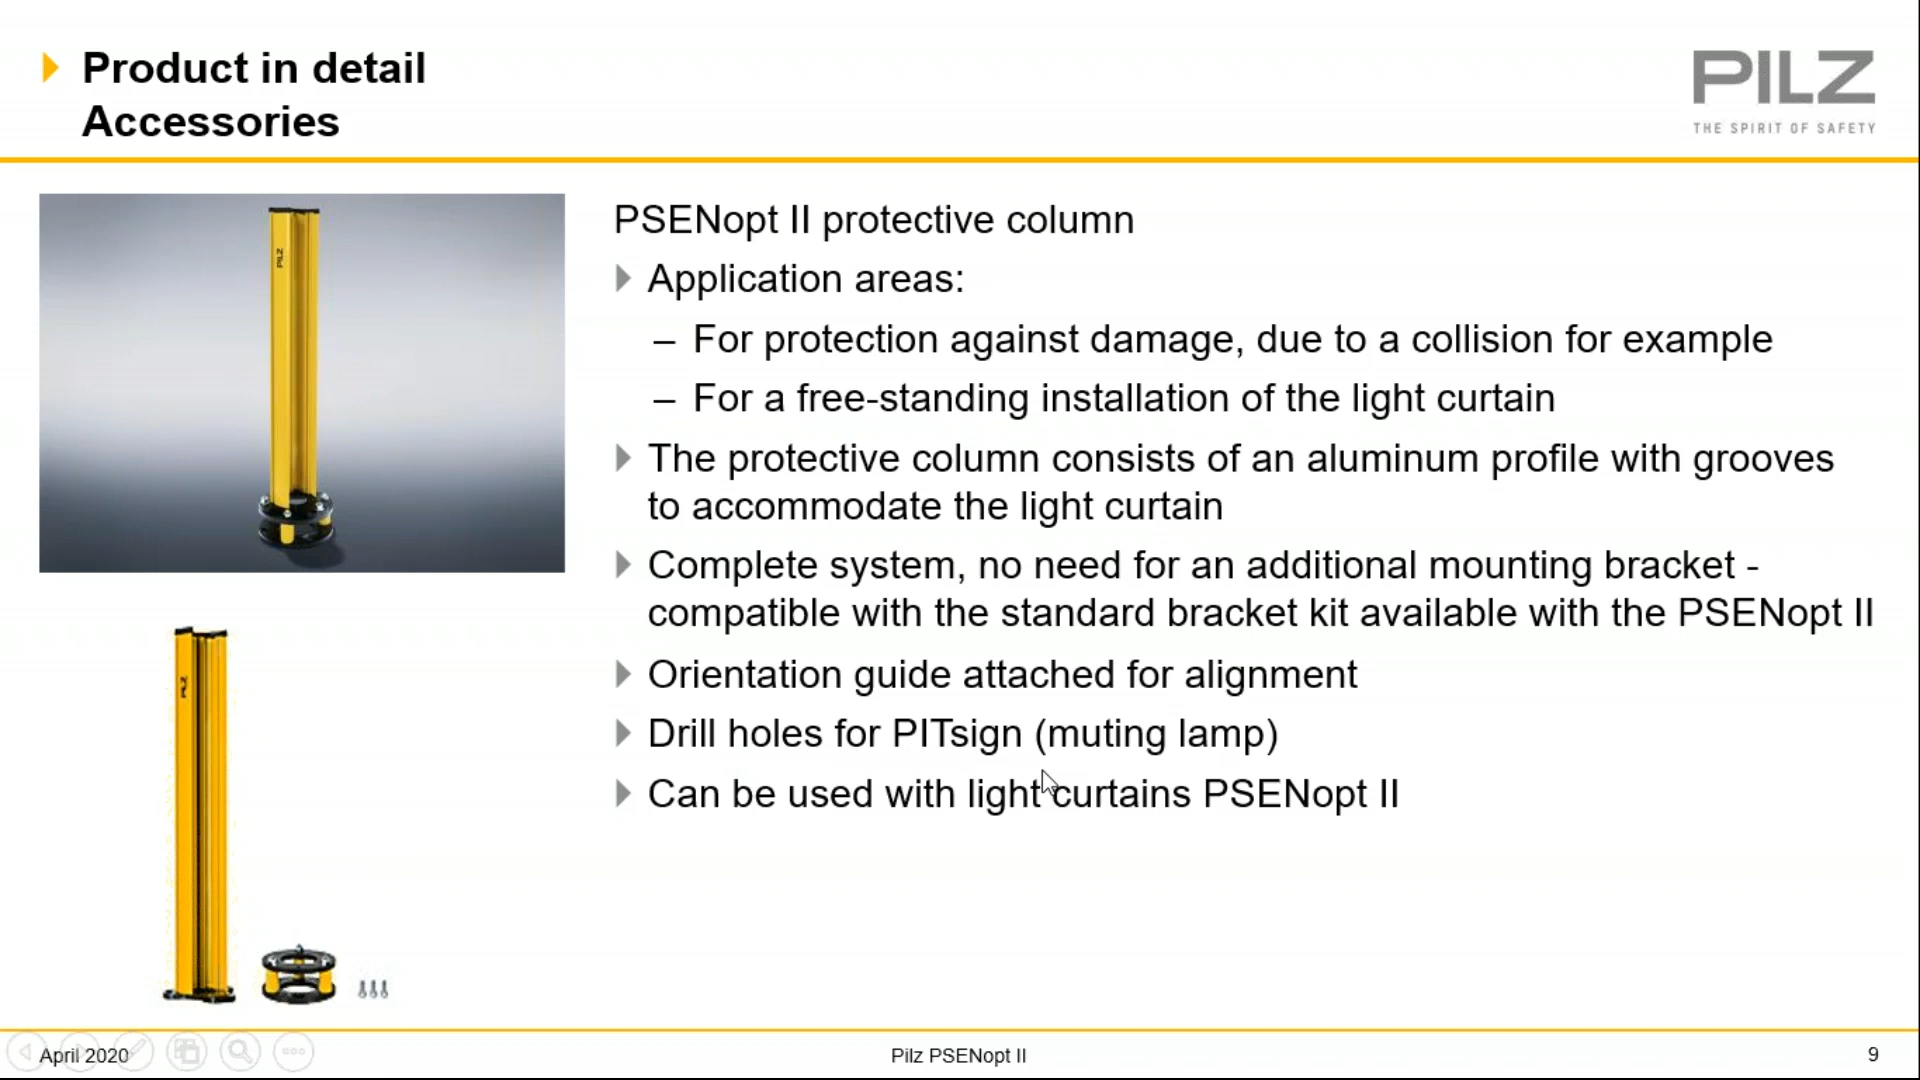 Product in detail
Accessories
PILZ
THE SPIRIT OF SAFETY
PILZ
PILZ
PSENopt II protective column
Application areas:
– For protection against damage, due to a collision for example
– For a free-standing installation of the light curtain
The protective column consists of an aluminum profile with grooves
to accommodate the light curtain
Complete system, no need for an additional mounting bracket -
compatible with the standard bracket kit available with the PSENopt II
Orientation guide attached for alignment
Drill holes for PITsign (muting lamp)
Can be used with light curtains PSENopt II
April 2020
Pilz PSENopt II
9